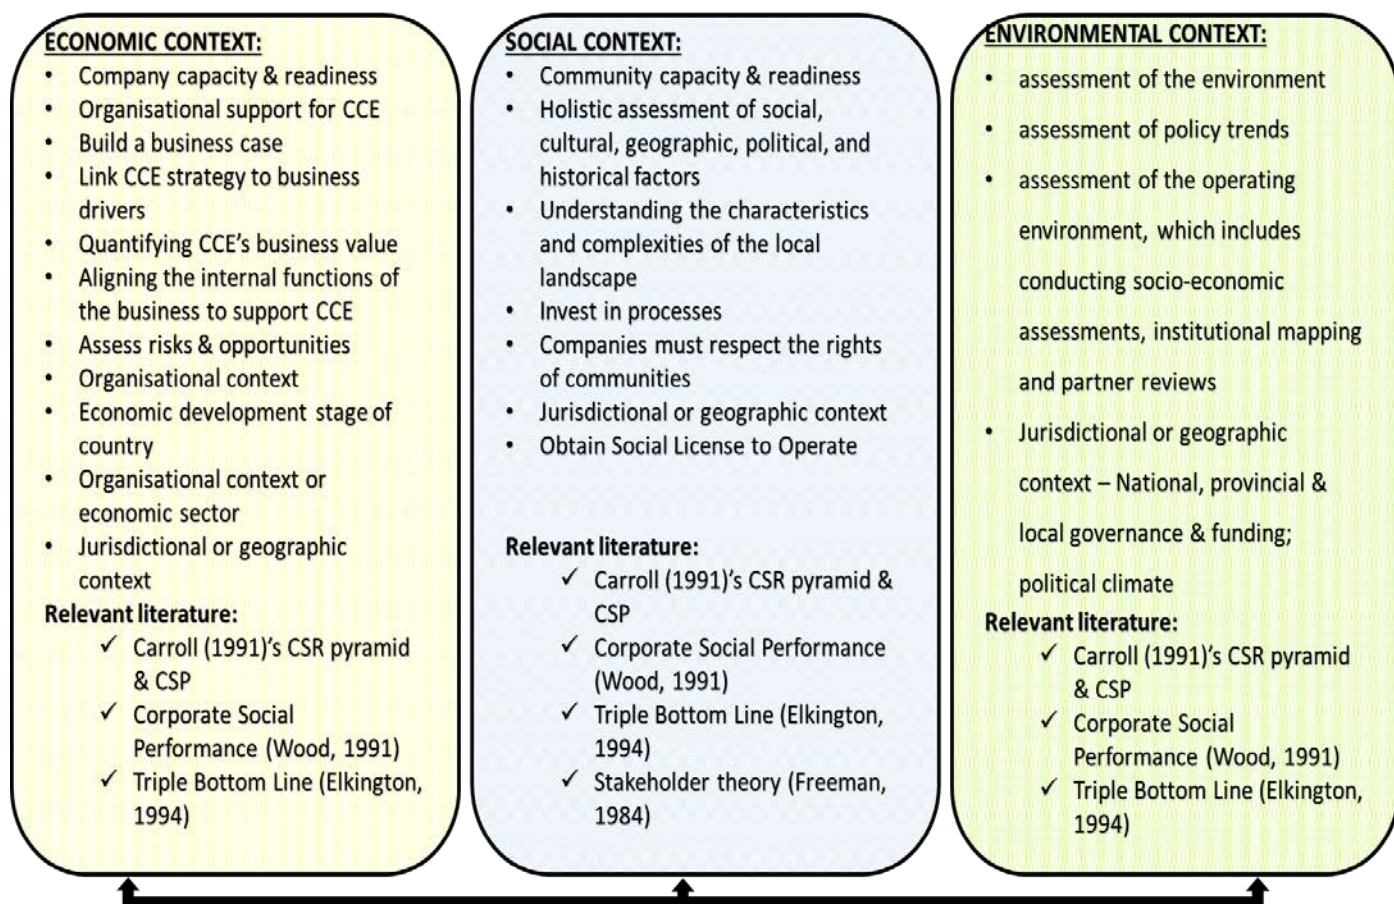 ECONOMIC CONTEXT:
• Company capacity & readiness
• Organisational support for CCE
• Build a business case
• Link CCE strategy to business
drivers
• Quantifying CCE's business value
• Aligning the internal functions of
the business to support CCE
• Assess risks & opportunities
• Organisational context
• Economic development stage of
country
• Organisational context or
economic sector
• Jurisdictional or geographic
context
Relevant literature:
✓ Carroll (1991)'s CSR pyramid
& CSP
✓ Corporate Social
Performance (Wood, 1991)
✓ Triple Bottom Line (Elkington,
1994)
SOCIAL CONTEXT:
• Community capacity & readiness
• Holistic assessment of social,
cultural, geographic, political, and
historical factors
• Understanding the characteristics
and complexities of the local
landscape
• Invest in processes
• Companies must respect the rights
of communities
• Jurisdictional or geographic context
• Obtain Social License to Operate
Relevant literature:
✓ Carroll (1991)'s CSR pyramid &
CSP
✓ Corporate Social Performance
(Wood, 1991)
✓ Triple Bottom Line (Elkington,
1994)
✓ Stakeholder theory (Freeman,
1984)
ENVIRONMENTAL CONTEXT:
• assessment of the environment
• assessment of policy trends
• assessment of the operating
environment, which includes
conducting socio-economic
assessments, institutional mapping
and partner reviews
• Jurisdictional or geographic
context – National, provincial &
local governance & funding;
political climate
Relevant literature:
✓ Carroll (1991)'s CSR pyramid
& CSP
✓ Corporate Social
Performance (Wood, 1991)
✓ Triple Bottom Line (Elkington,
1994)